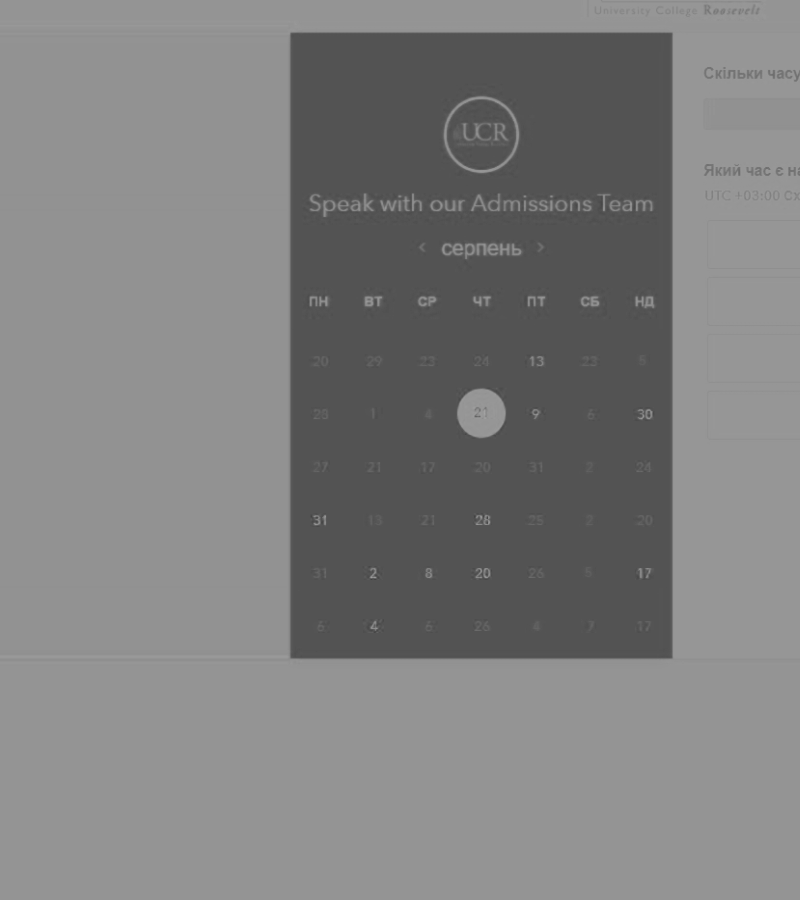 University College Roosevelt
UCR
Скільки часу
Speak with our Admissions Team
Який час є на
UTC +03:00 Сх
< серпень >
ПН ВТ СР ЧТ ПТ СБ НД
20 29 23 24 13 23 5
28 1 4 21 9 6 30
27 21 17 20 31 2 24
31 13 21 28 25 2 20
31 2 8 20 26 5 17
6 4 6 26 4 7 17